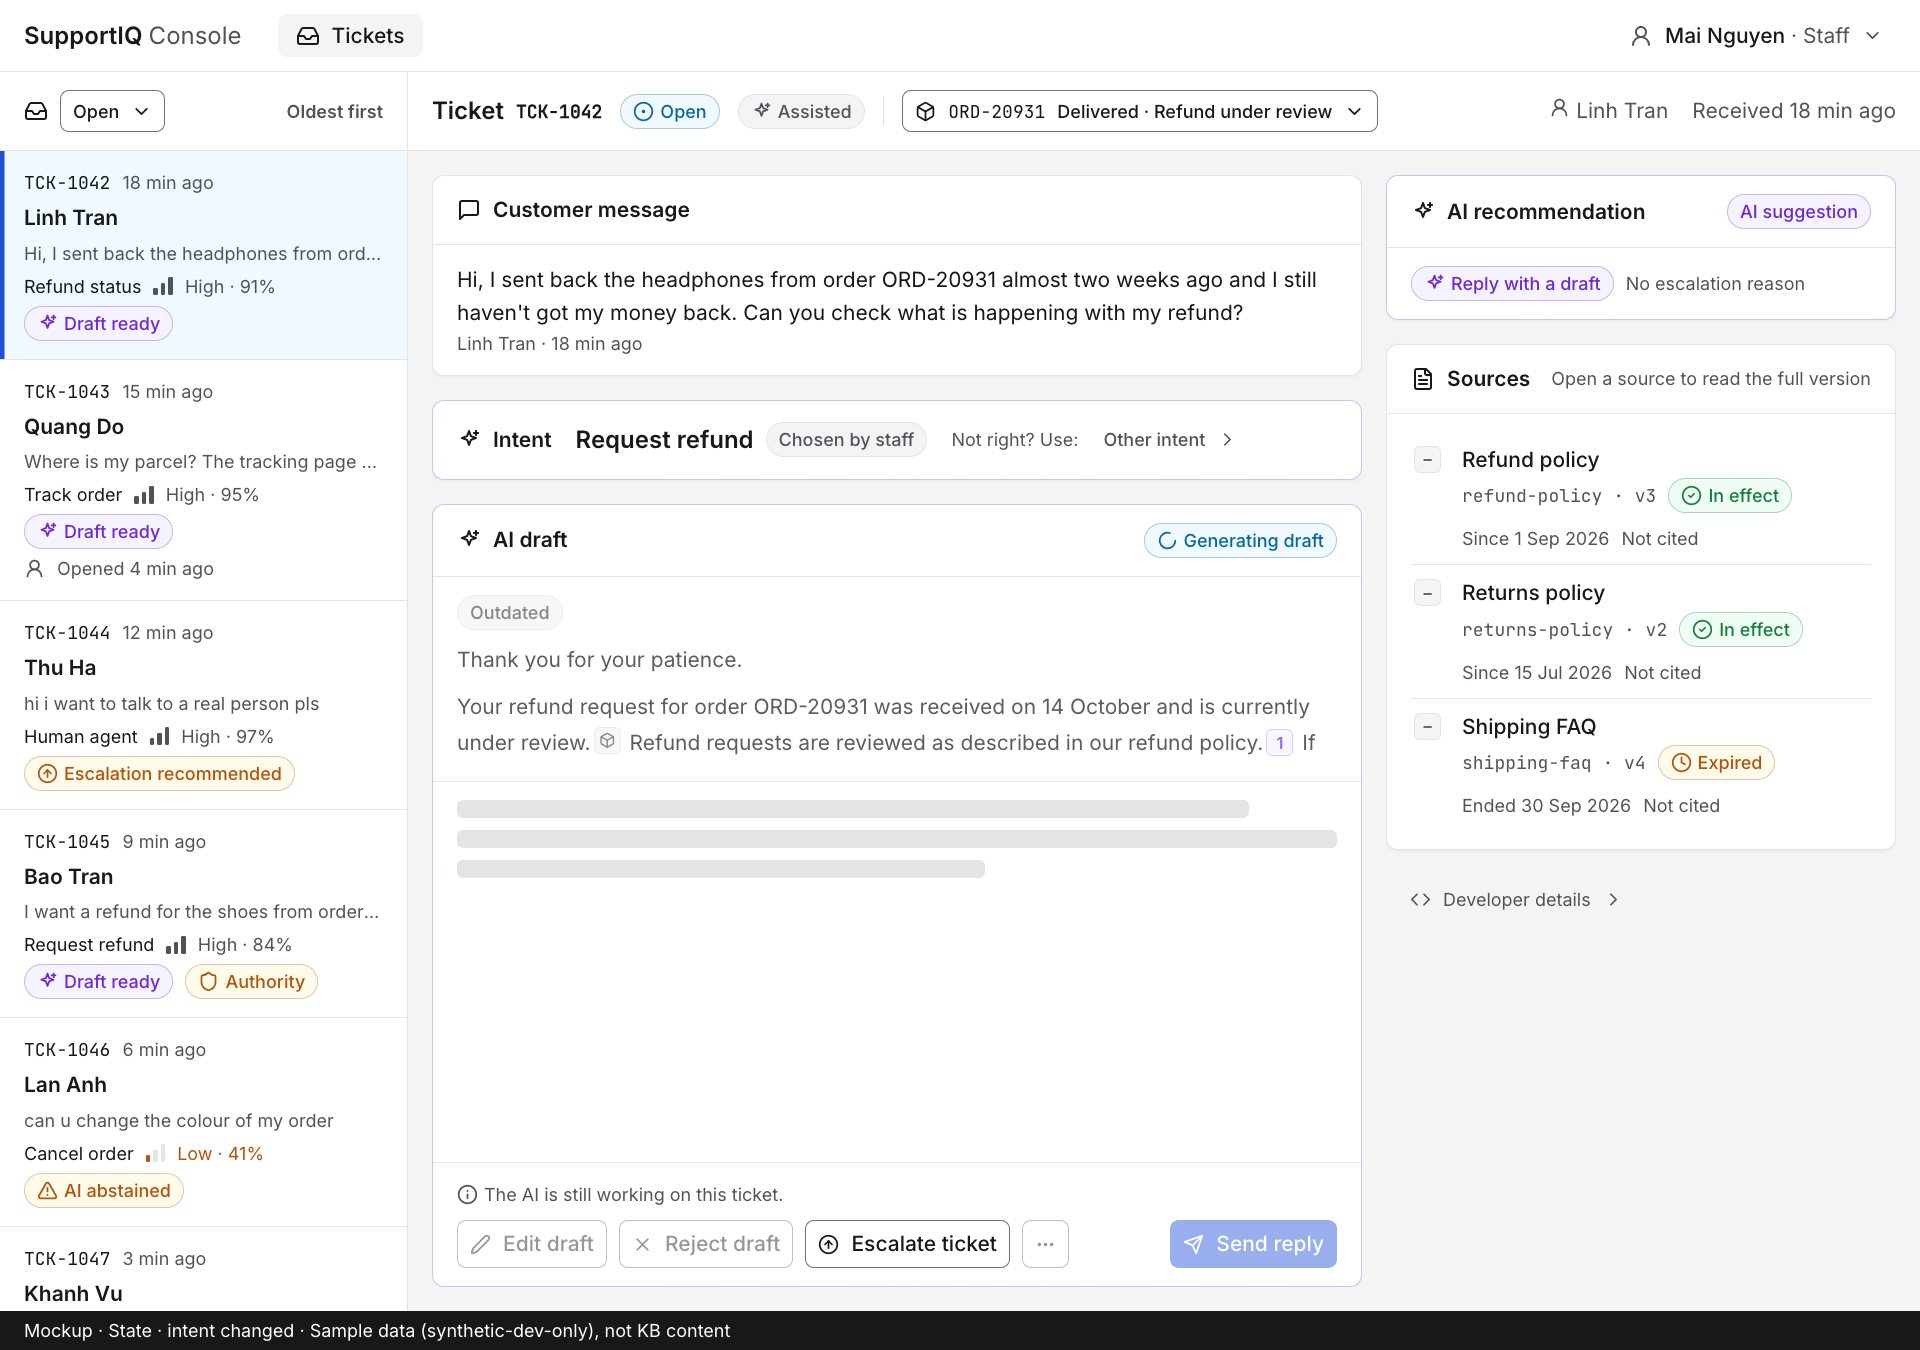 SupportIQ Console
Tickets
Mai Nguyen · Staff
Open
Oldest first
TCK-1042 18 min ago
Linh Tran
Hi, I sent back the headphones from ord...
Refund status High · 91%
Draft ready
TCK-1043 15 min ago
Quang Do
Where is my parcel? The tracking page ...
Track order High · 95%
Draft ready
Opened 4 min ago
TCK-1044 12 min ago
Thu Ha
hi i want to talk to a real person pls
Human agent High · 97%
Escalation recommended
TCK-1045 9 min ago
Bao Tran
I want a refund for the shoes from order...
Request refund High · 84%
Draft ready Authority
TCK-1046 6 min ago
Lan Anh
can u change the colour of my order
Cancel order Low · 41%
AI abstained
TCK-1047 3 min ago
Khanh Vu
Ticket TCK-1042 Open Assisted ORD-20931 Delivered · Refund under review Linh Tran Received 18 min ago
Customer message
Hi, I sent back the headphones from order ORD-20931 almost two weeks ago and I still
haven't got my money back. Can you check what is happening with my refund?
Linh Tran · 18 min ago
Intent Request refund Chosen by staff Not right? Use: Other intent
AI draft Generating draft
Outdated
Thank you for your patience.
Your refund request for order ORD-20931 was received on 14 October and is currently
under review. Refund requests are reviewed as described in our refund policy. 1 If
The AI is still working on this ticket.
Edit draft Reject draft Escalate ticket ... Send reply
AI recommendation AI suggestion
Reply with a draft No escalation reason
Sources Open a source to read the full version
– Refund policy
refund-policy · v3 In effect
Since 1 Sep 2026 Not cited
– Returns policy
returns-policy · v2 In effect
Since 15 Jul 2026 Not cited
– Shipping FAQ
shipping-faq · v4 Expired
Ended 30 Sep 2026 Not cited
Developer details
Mockup · State · intent changed · Sample data (synthetic-dev-only), not KB content